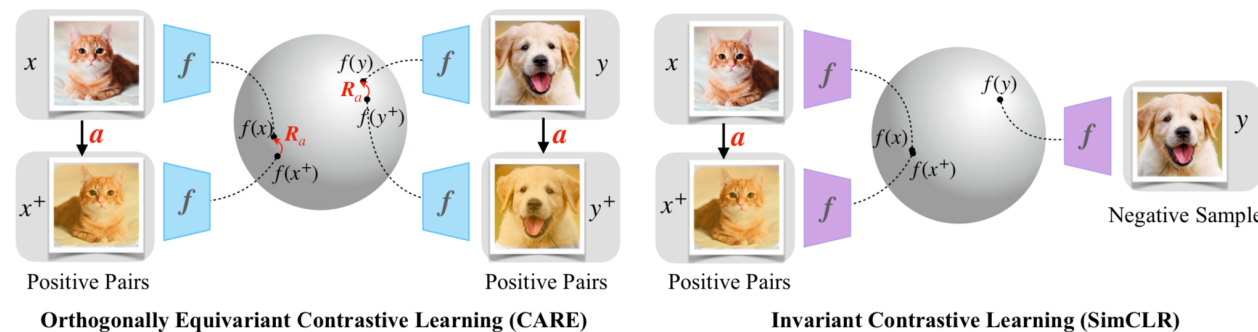 x
f
a
x⁺
f
Positive Pairs
f(x)
R_a
f(x⁺)
f(y)
R_a
f(y⁺)
f
y
a
f
y⁺
Positive Pairs
Orthogonally Equivariant Contrastive Learning (CARE)
x
f
a
x⁺
f
Positive Pairs
f(x)
f(x⁺)
f(y)
f
y
Negative Sample
Invariant Contrastive Learning (SimCLR)